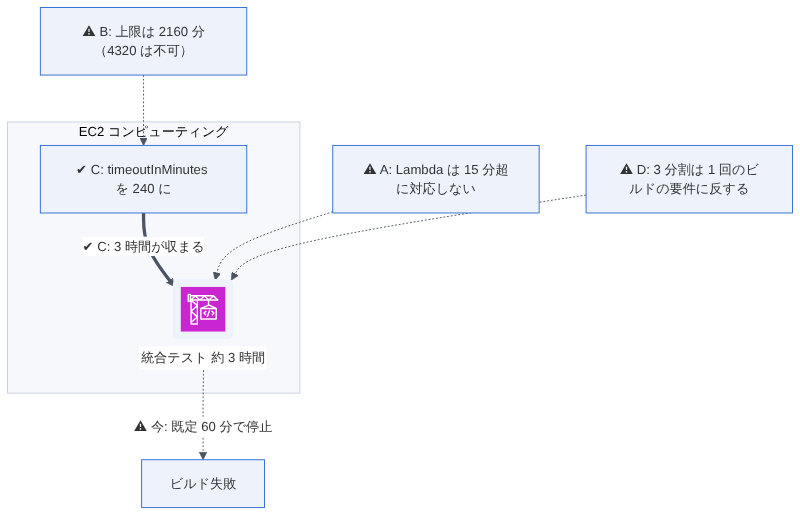 ⚠ B: 上限は 2160 分
（4320 は不可）
EC2 コンピューティング
✔ C: timeoutInMinutes
を 240 に
⚠ A: Lambda は 15 分超
に対応しない
⚠ D: 3 分割は 1 回のビ
ルドの要件に反する
✔ C: 3 時間が収まる
統合テスト 約 3 時間
⚠ 今: 既定 60 分で停止
ビルド失敗